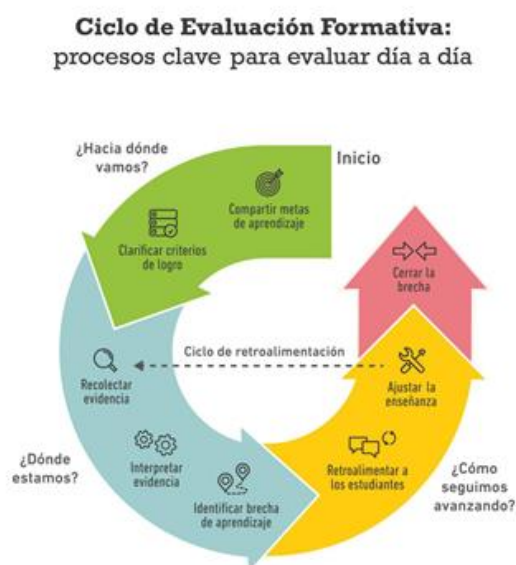 Ciclo de Evaluación Formativa:
procesos clave para evaluar día a día
¿Hacia dónde
vamos?
Inicio
Compartir metas
de aprendizaje
Clarificar criterios
de logro
Cerrar la
brecha
Ciclo de retroalimentación
Recolectar
evidencia
Ajustar la
enseñanza
¿Dónde
estamos?
Interpretar
evidencia
Identificar brecha
de aprendizaje
Retroalimentar a
los estudiantes
¿Cómo
seguimos
avanzando?